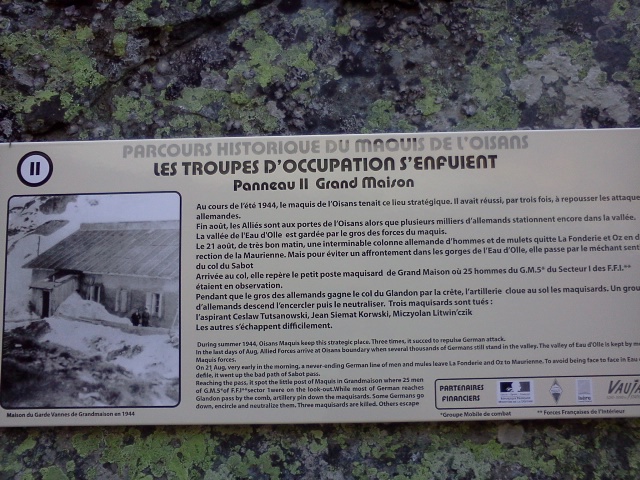 II
PARCOURS HISTORIQUE DU MAQUIS DE L'OISANS
LES TROUPES D'OCCUPATION S'ENFUIENT
Panneau II Grand Maison
Au cours de l'été 1944, le maquis de l'Oisans tenait ce lieu stratégique. Il avait réussi, par trois fois, à repousser les attaque
allemandes.
Fin août, les Alliés sont aux portes de l'Oisans alors que plusieurs milliers d'allemands stationnent encore dans la vallée.
La vallée de l'Eau d'Olle est gardée par le gros des forces du maquis.
Le 21 août, de très bon matin, une interminable colonne allemande d'hommes et de mulets quitte La Fonderie et Oz en d
rection de la Maurienne. Mais pour éviter un affrontement dans les gorges de l'Eau d'Olle, elle passe par le méchant sent
du col du Sabot
Arrivée au col, elle repère le petit poste maquisard de Grand Maison où 25 hommes du G.M.5* du Secteur I des F.F.I.**
étaient en observation.
Pendant que le gros des allemands gagne le col du Glandon par la crête, l'artillerie cloue au sol les maquisards. Un grou
d'allemands descend l'encercler puis le neutraliser. Trois maquisards sont tués :
l'aspirant Ceslaw Tutsanowski, Jean Siemat Korwski, Miczyolan Litwin'czik
Les autres s'échappent difficilement.
During summer 1944, Oisans Maquis keep this strategic place. Three times, it succed to repulse German attack.
In the last days of Aug, Allied Forces arrive at Oisans boundary when several thousands of Germans still stand in the valley. The valley of Eau d'Olle is kept by m
Maquis forces.
On 21 Aug, very early in the morning, a never-ending German line of men and mules leave La Fonderie and Oz to Maurienne. To avoid being face to face in Eau
defile, it went up the bad path of Sabot pass.
Reaching the pass, it spot the little post of Maquis in Grandmaison where 25 men
of G.M.5*of F.F.I**sector 1were on the look-out.While most of German reaches
Glandon pass by the comb, artillery pin down the maquisards. Some Germans go
down, encircle and neutralize them. Three maquisards are killed. Others escape
PARTENAIRES
FINANCIERS
VAUJA
*Groupe Mobile de combat
** Forces Françaises de l'Intérieur
Maison du Garde Vannes de Grandmaison en 1944